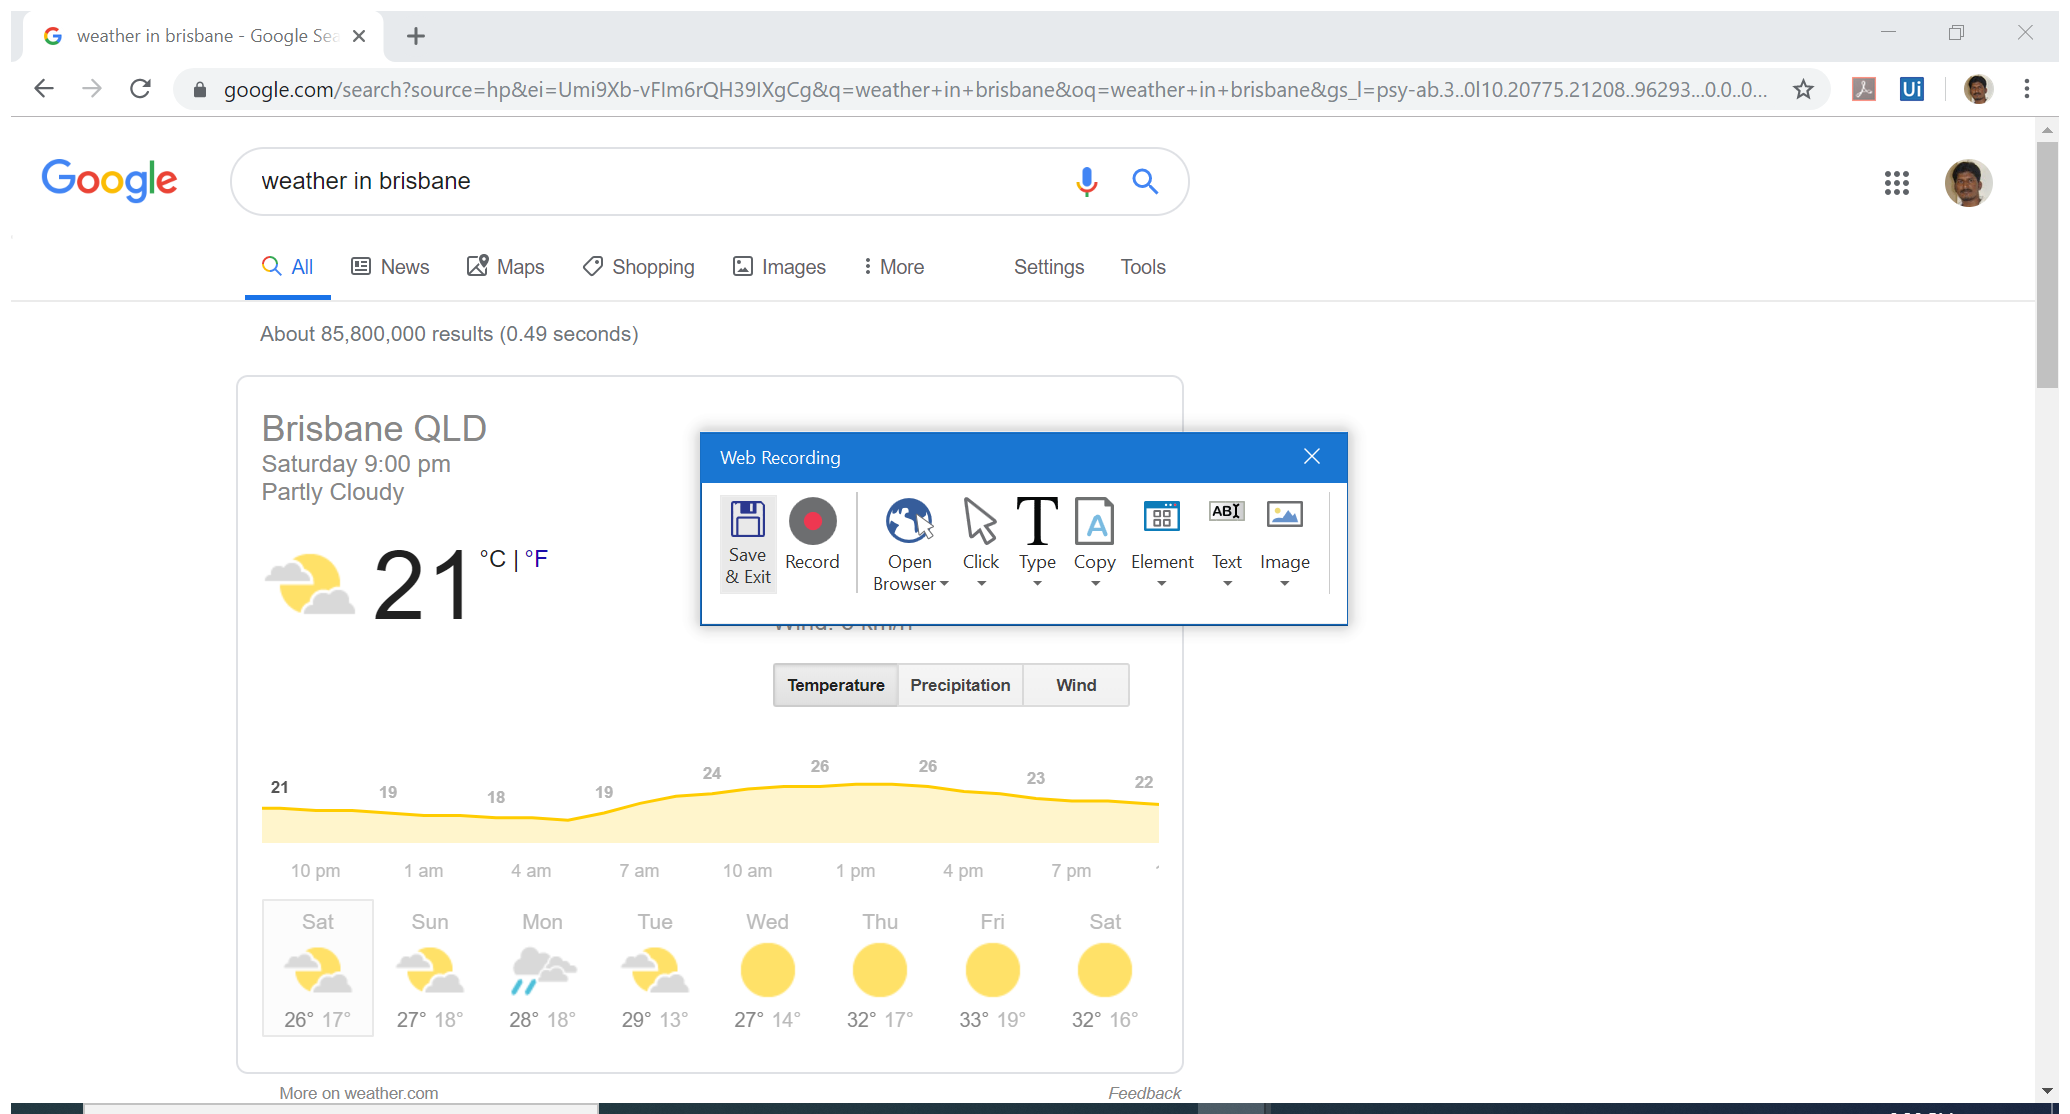 weather in brisbane - Google Sea
google.com/search?source=hp&ei=Umi9Xb-vFIm6rQH39IXgCg&q=weather+in+brisbane&oq=weather+in+brisbane&gs_l=psy-ab.3..0l10.20775.21208..96293...0.0..0...
Ui
Google
weather in brisbane
All News Maps Shopping Images More Settings Tools
About 85,800,000 results (0.49 seconds)
Brisbane QLD
Saturday 9:00 pm
Partly Cloudy
21 °C | °F
Web Recording
Save & Exit
Record
Open Browser
Click
Type
Copy
Element
Text
Image
Temperature Precipitation Wind
21 19 18 19 24 26 26 23 22
10 pm 1 am 4 am 7 am 10 am 1 pm 4 pm 7 pm
Sat Sun Mon Tue Wed Thu Fri Sat
26° 17° 27° 18° 28° 18° 29° 13° 27° 14° 32° 17° 33° 19° 32° 16°
More on weather.com
Feedback